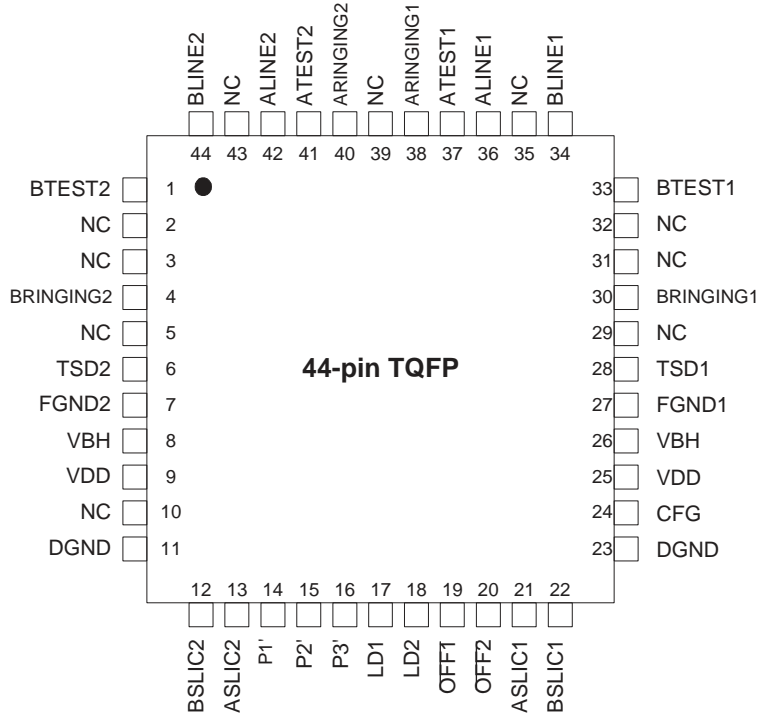 BLINE2
NC
ALINE2
ATEST2
ARINGING2
NC
ARINGING1
ATEST1
ALINE1
NC
BLINE1
44 43 42 41 40 39 38 37 36 35 34
BTEST2 1 33 BTEST1
NC 2 32 NC
NC 3 31 NC
BRINGING2 4 30 BRINGING1
NC 5 29 NC
TSD2 6 28 TSD1
44-pin TQFP
FGND2 7 27 FGND1
VBH 8 26 VBH
VDD 9 25 VDD
NC 10 24 CFG
DGND 11 23 DGND
12 13 14 15 16 17 18 19 20 21 22
BSLIC2
ASLIC2
P1'
P2'
P3'
LD1
LD2
OFF1
OFF2
ASLIC1
BSLIC1